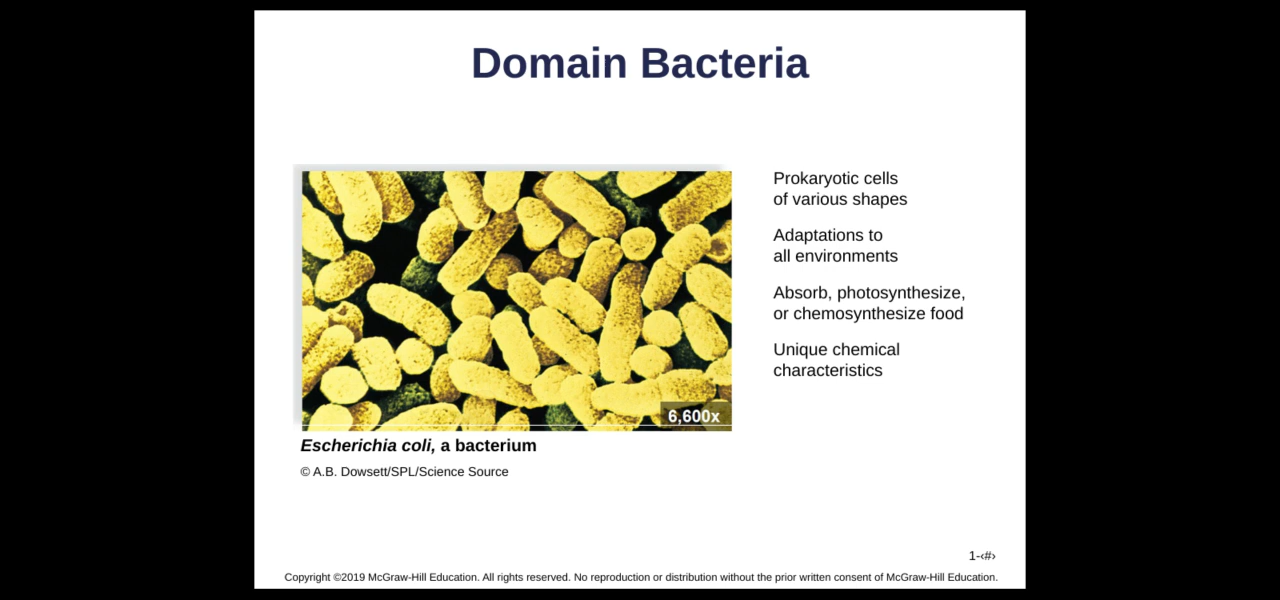 Domain Bacteria
Prokaryotic cells
of various shapes
Adaptations to
all environments
Absorb, photosynthesize,
or chemosynthesize food
Unique chemical
characteristics
6,600x
Escherichia coli, a bacterium
© A.B. Dowsett/SPL/Science Source
1-‹#›
Copyright ©2019 McGraw-Hill Education. All rights reserved. No reproduction or distribution without the prior written consent of McGraw-Hill Education.